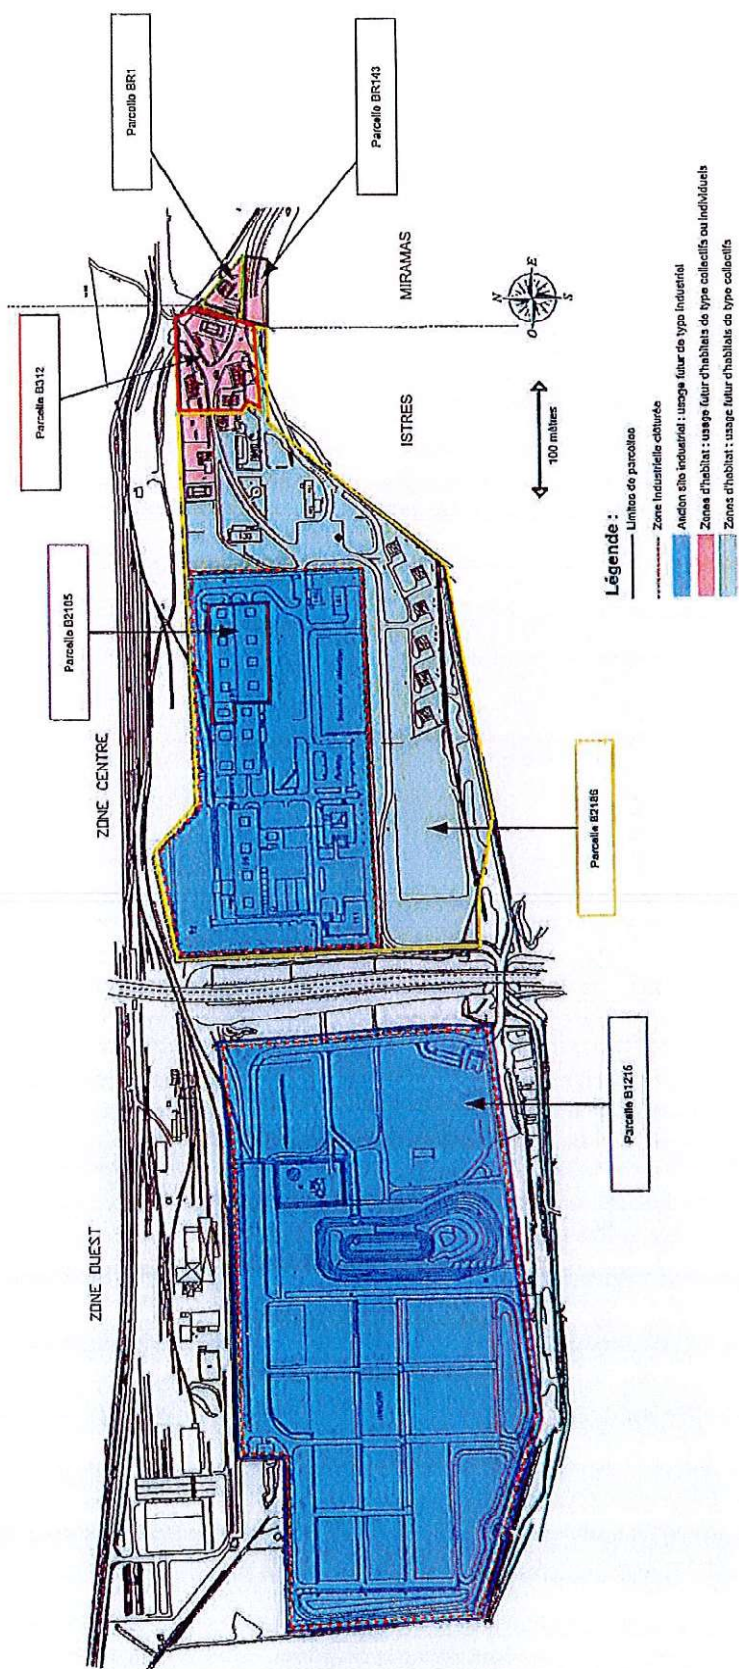 Parcelle BR1
Parcelle BR143
Parcelle B312
Parcelle B2185
Parcelle B2186
Parcelle B1216
ZONE CENTRE
ZONE OUEST
MIRAMAS
ISTRES
N
E
S
O
100 mètres
Légende :
Limites de parcelles
Zone industrielle clôturée
Ancien site industriel : usage futur de type industriel
Zones d'habitat : usage futur d'habitats de type collectifs ou individuels
Zones d'habitat : usage futur d'habitats de type collectifs